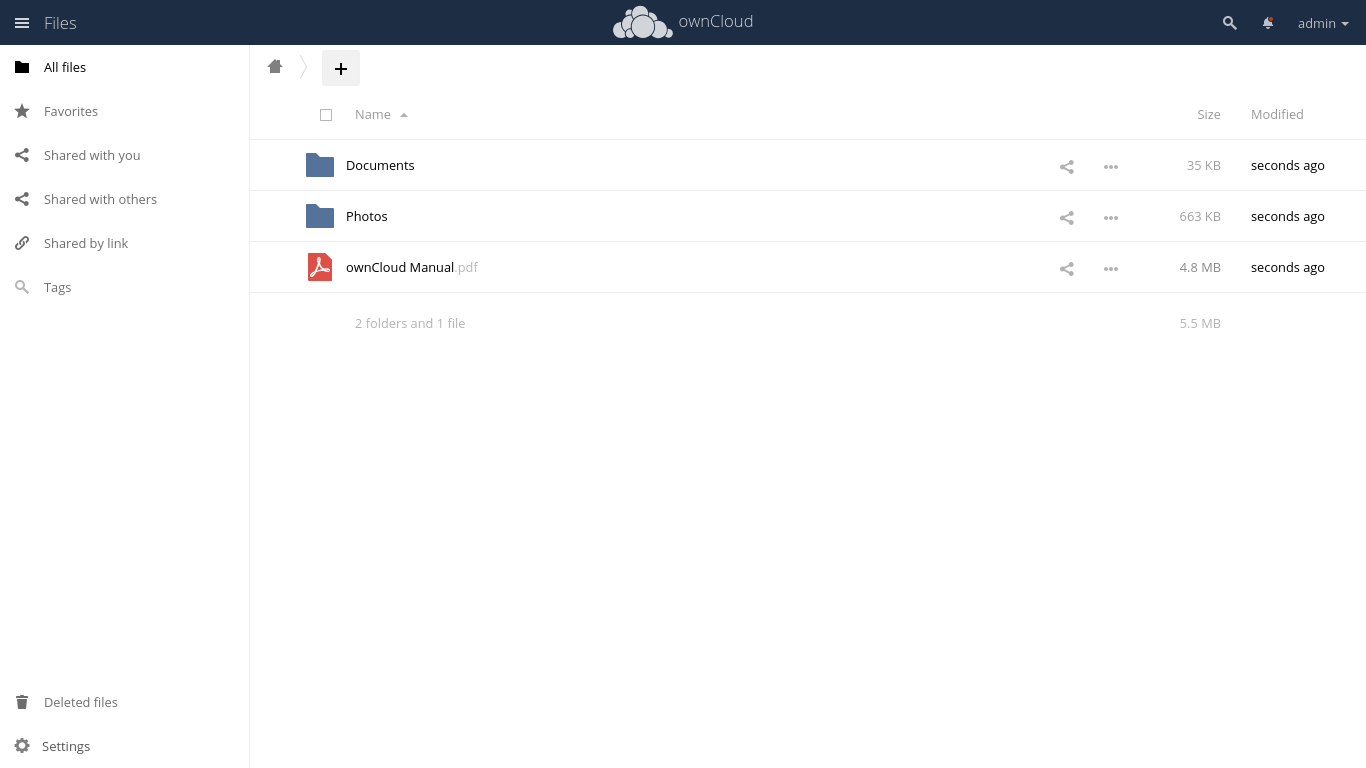 Files
ownCloud
admin
All files
Favorites
Shared with you
Shared with others
Shared by link
Tags
Deleted files
Settings
Name Size Modified
Documents 35 KB seconds ago
Photos 663 KB seconds ago
ownCloud Manual.pdf 4.8 MB seconds ago
2 folders and 1 file 5.5 MB